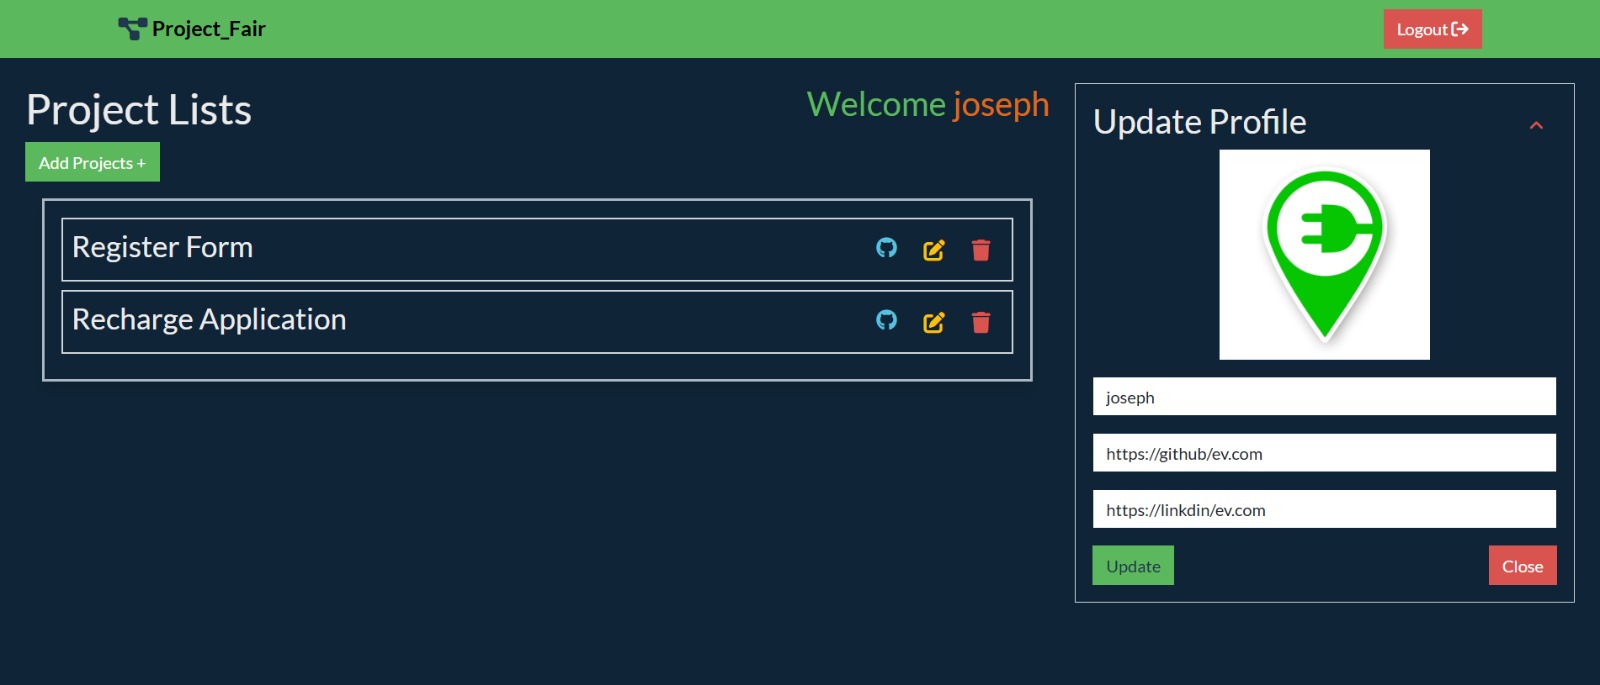 Project_Fair
Logout
Project Lists
Welcome joseph
Add Projects +
Register Form
Recharge Application
Update Profile
joseph
https://github/ev.com
https://linkdin/ev.com
Update
Close